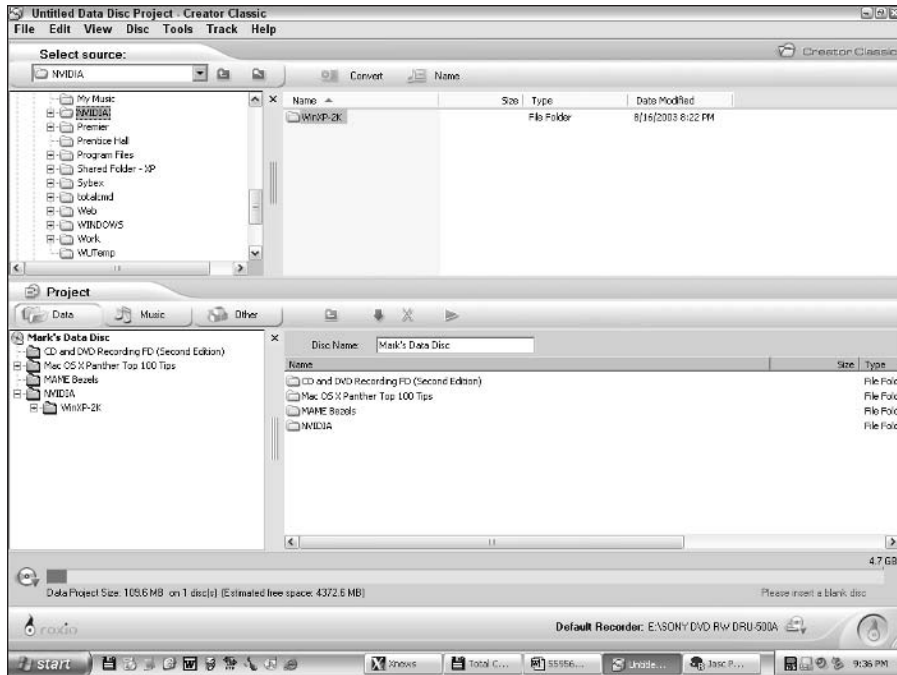 Untitled Data Disc Project - Creator Classic
File Edit View Disc Tools Track Help
Select source:
Creator Classic
NVIDIA
Convert
Name
My Music
NVIDIA
Premier
Prentice Hall
Program Files
Shared Folder - XP
Sybex
totalcmd
Web
WINDOWS
Work
WUTemp
Name Size Type Date Modified
WinXP-2K File Folder 8/16/2003 8:22 PM
Project
Data Music Other
Mark's Data Disc
CD and DVD Recording FD (Second Edition)
Mac OS X Panther Top 100 Tips
MAME Bezels
NVIDIA
WinXP-2K
Disc Name: Mark's Data Disc
Name Size Type
CD and DVD Recording FD (Second Edition) File Fold
Mac OS X Panther Top 100 Tips File Fold
MAME Bezels File Fold
NVIDIA File Fold
4.7 GB
Data Project Size: 109.6 MB on 1 disc(s) (Estimated free space: 4372.6 MB)
Please insert a blank disc
roxio
Default Recorder: E:\SONY DVD RW DRU-500A
start
Xnews
Total C...
55956...
Untitle...
Jasc P...
9:36 PM